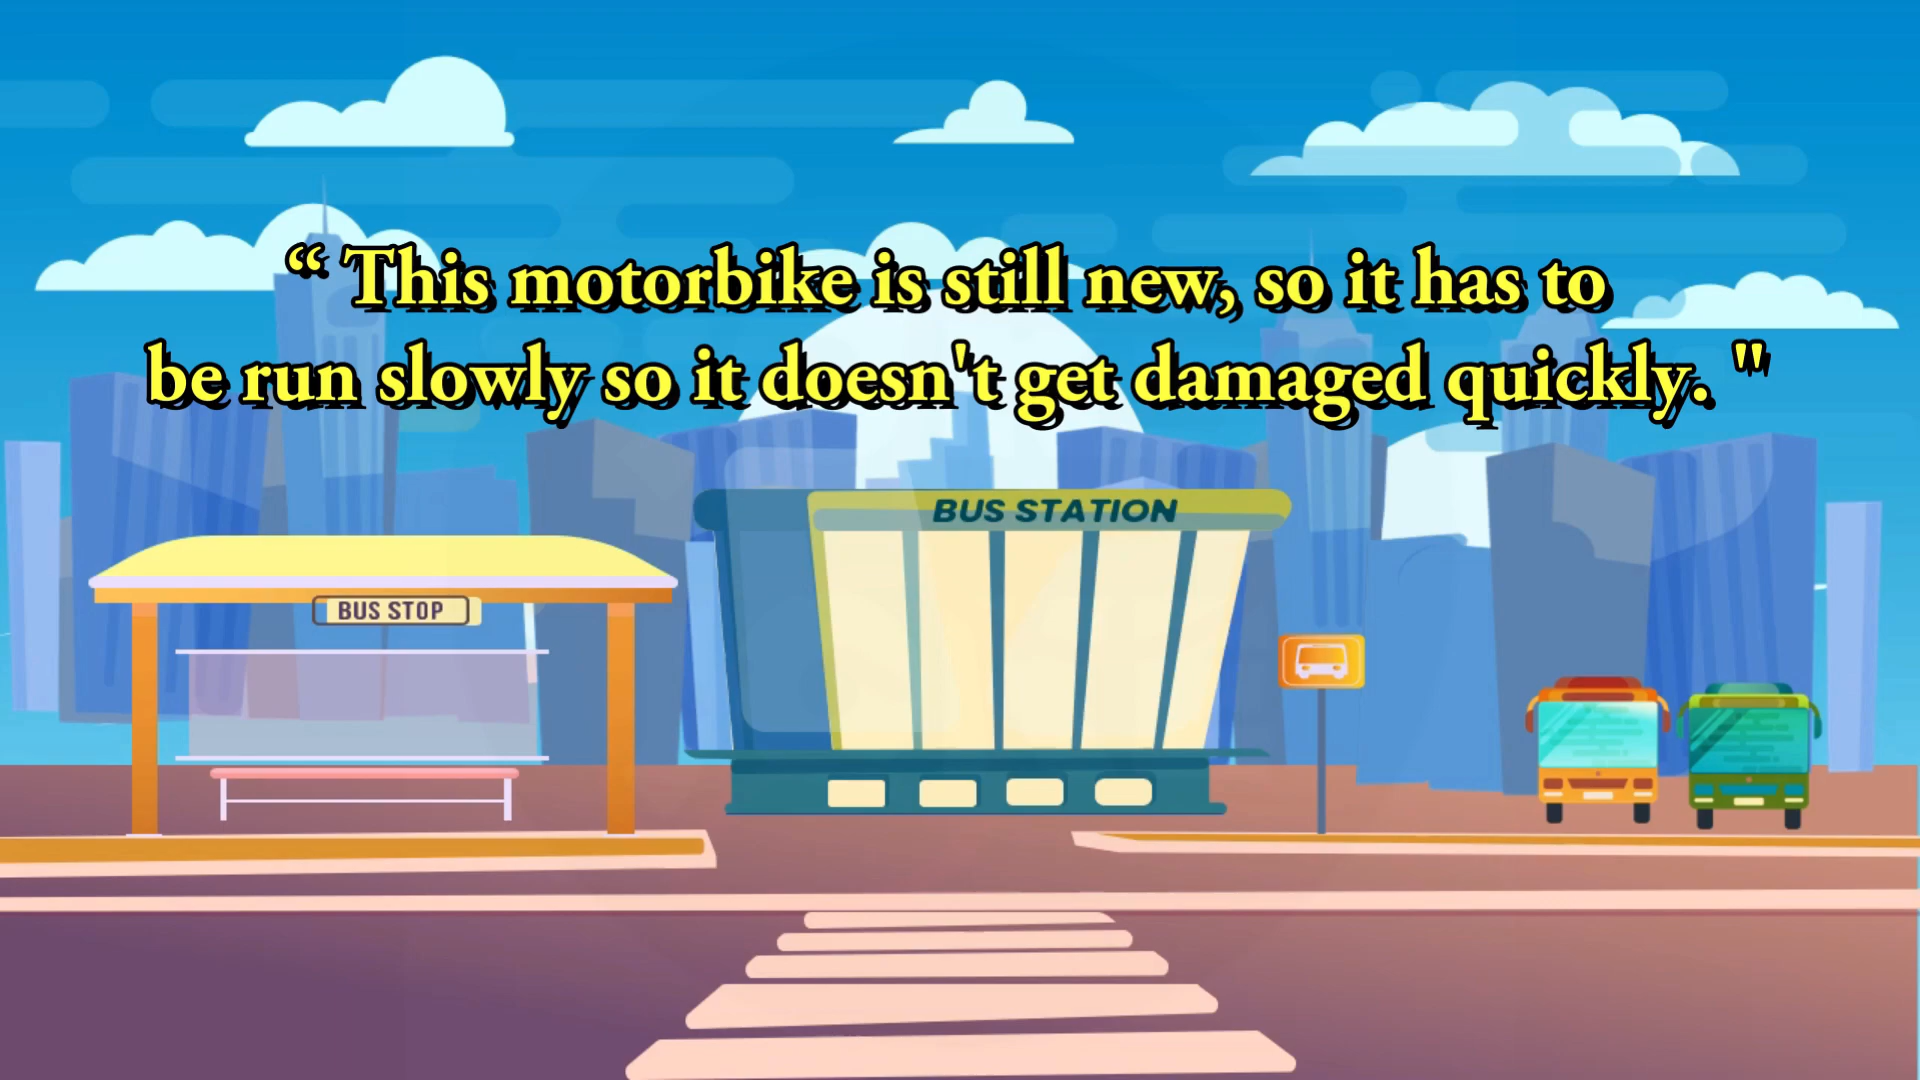 “ This motorbike is still new, so it has to
be run slowly so it doesn't get damaged quickly. "
BUS STATION
BUS STOP